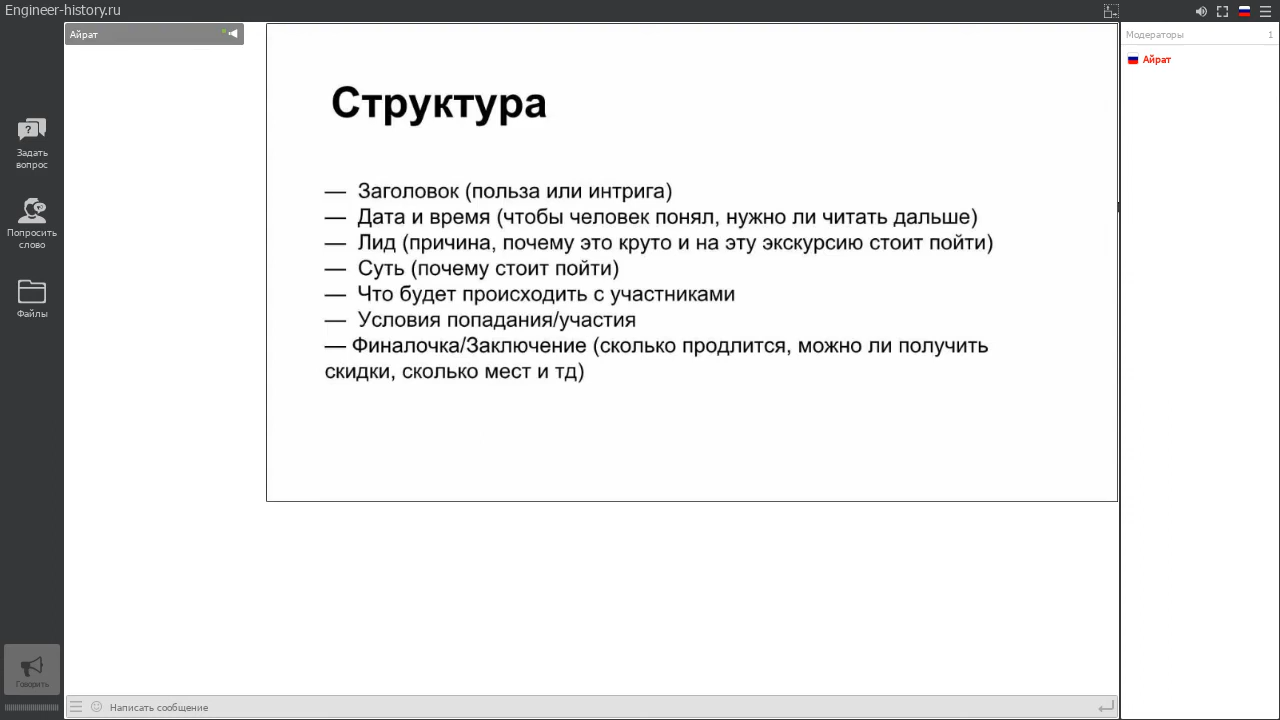 Engineer-history.ru
Айрат
Модераторы 1
Айрат
Задать
вопрос
Попросить
слово
Файлы
Говорить
Структура
— Заголовок (польза или интрига)
— Дата и время (чтобы человек понял, нужно ли читать дальше)
— Лид (причина, почему это круто и на эту экскурсию стоит пойти)
— Суть (почему стоит пойти)
— Что будет происходить с участниками
— Условия попадания/участия
— Финалочка/Заключение (сколько продлится, можно ли получить
скидки, сколько мест и тд)
Написать сообщение